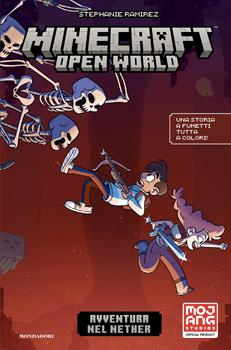 STEPHANIE RAMIREZ
MINECRAFT
OPEN WORLD
UNA STORIA
A FUMETTI
TUTTA
A COLORI!
AVVENTURA
NEL NETHER
MONDADORI
MOJANG
STUDIOS
OFFICIAL PRODUCT